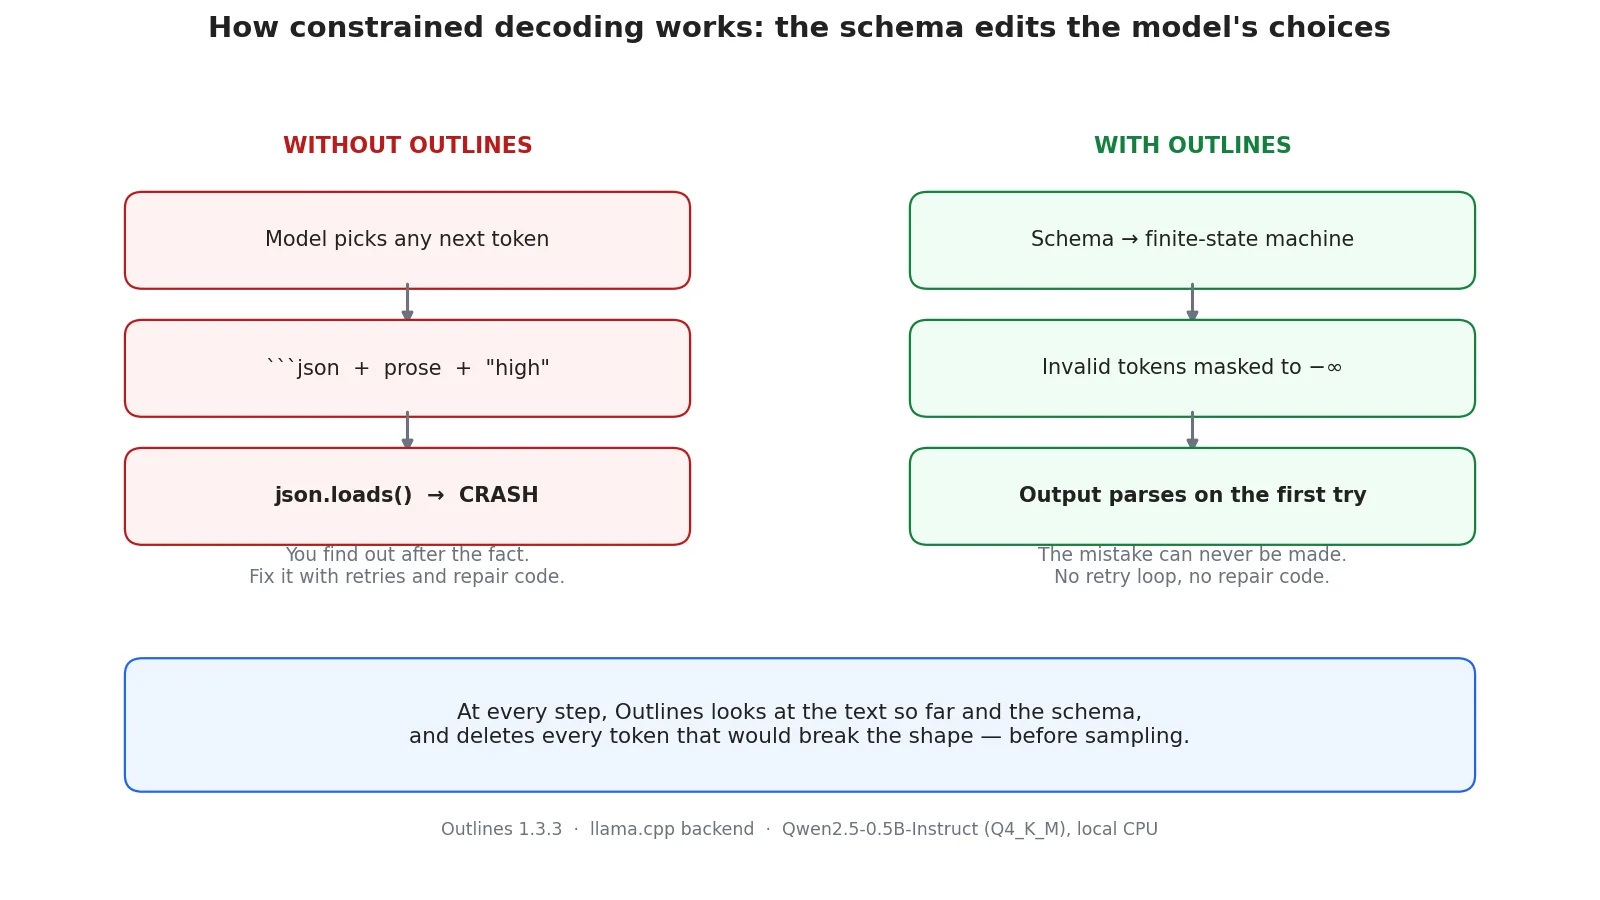 How constrained decoding works: the schema edits the model's choices
WITHOUT OUTLINES
Model picks any next token
```json + prose + "high"
json.loads() → CRASH
You find out after the fact.
Fix it with retries and repair code.
WITH OUTLINES
Schema → finite-state machine
Invalid tokens masked to −∞
Output parses on the first try
The mistake can never be made.
No retry loop, no repair code.
At every step, Outlines looks at the text so far and the schema,
and deletes every token that would break the shape — before sampling.
Outlines 1.3.3 · llama.cpp backend · Qwen2.5-0.5B-Instruct (Q4_K_M), local CPU